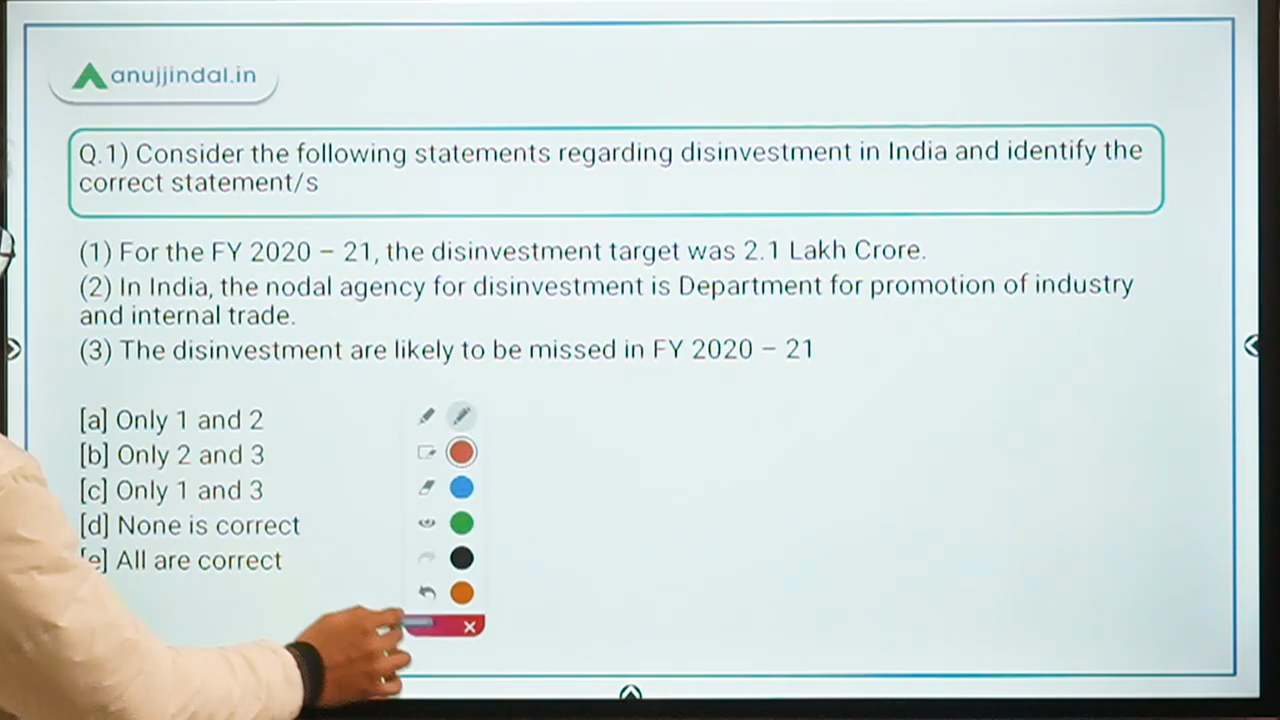 anujjindal.in
Q.1) Consider the following statements regarding disinvestment in India and identify the
correct statement/s
(1) For the FY 2020 – 21, the disinvestment target was 2.1 Lakh Crore.
(2) In India, the nodal agency for disinvestment is Department for promotion of industry
and internal trade.
(3) The disinvestment are likely to be missed in FY 2020 – 21
[a] Only 1 and 2
[b] Only 2 and 3
[c] Only 1 and 3
[d] None is correct
[e] All are correct